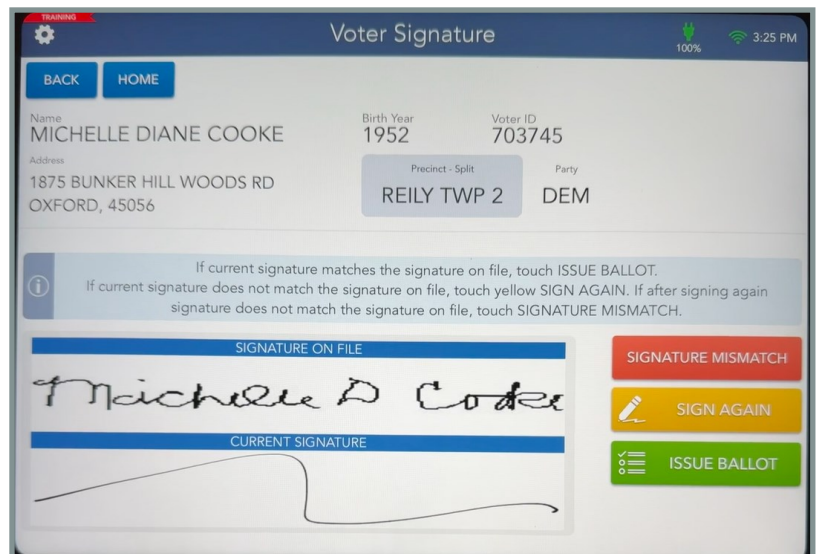 TRAINING
Voter Signature
100%
3:25 PM
BACK
HOME
Name
MICHELLE DIANE COOKE
Birth Year
1952
Voter ID
703745
Address
1875 BUNKER HILL WOODS RD
OXFORD, 45056
Precinct - Split
REILY TWP 2
Party
DEM
If current signature matches the signature on file, touch ISSUE BALLOT.
If current signature does not match the signature on file, touch yellow SIGN AGAIN. If after signing again
signature does not match the signature on file, touch SIGNATURE MISMATCH.
SIGNATURE ON FILE
Michelle D Cooke
CURRENT SIGNATURE
SIGNATURE MISMATCH
SIGN AGAIN
ISSUE BALLOT